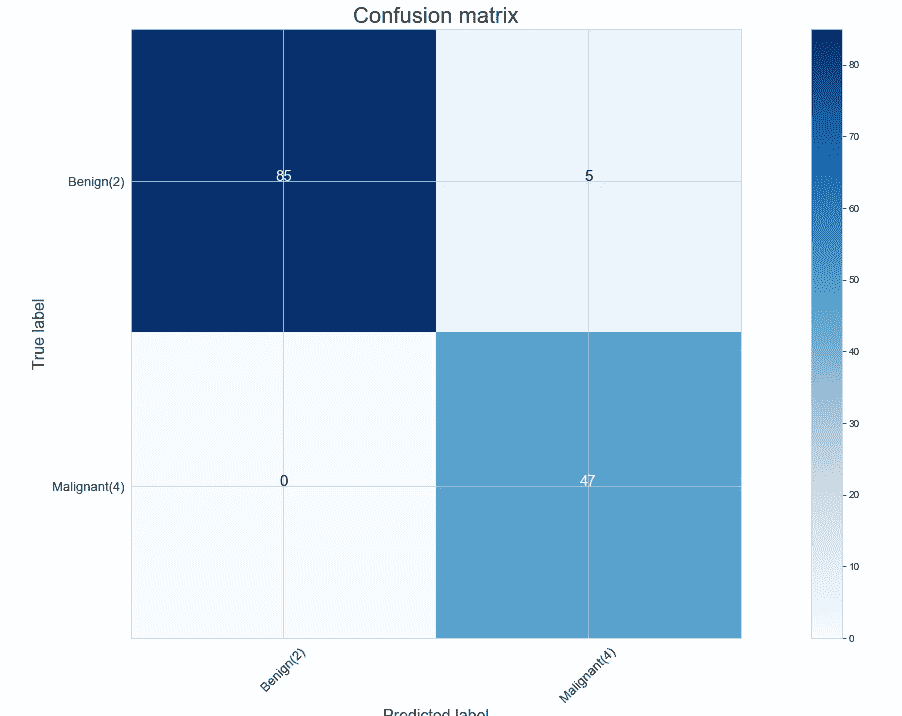 Confusion matrix
80
70
Benign(2)
85
5
60
50
True label
40
30
Malignant(4)
0
47
20
10
0
Benign(2)
Malignant(4)
Predicted label